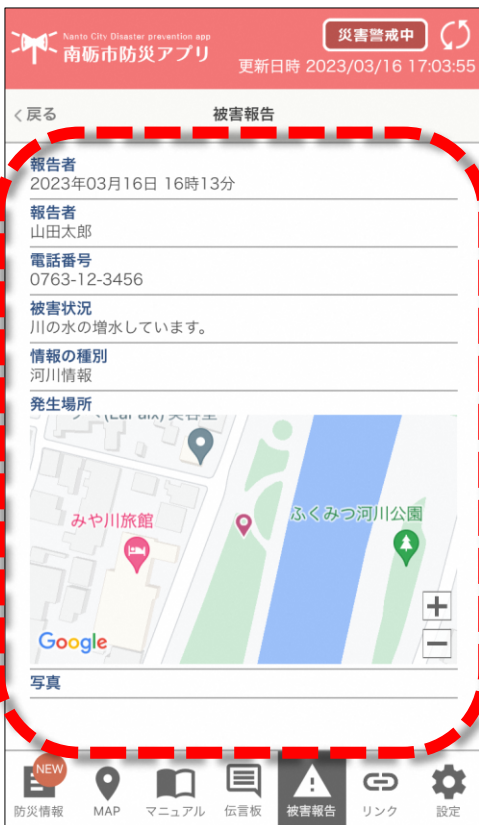 Nanto City Disaster prevention app
南砺市防災アプリ
災害警戒中
更新日時 2023/03/16 17:03:55
<戻る
被害報告
報告者
2023年03月16日 16時13分
報告者
山田太郎
電話番号
0763-12-3456
被害状況
川の水の増水しています。
情報の種別
河川情報
発生場所
みや川旅館
ふくみつ河川公園
+
−
Google
写真
NEW
防災情報
MAP
マニュアル
伝言板
被害報告
リンク
設定